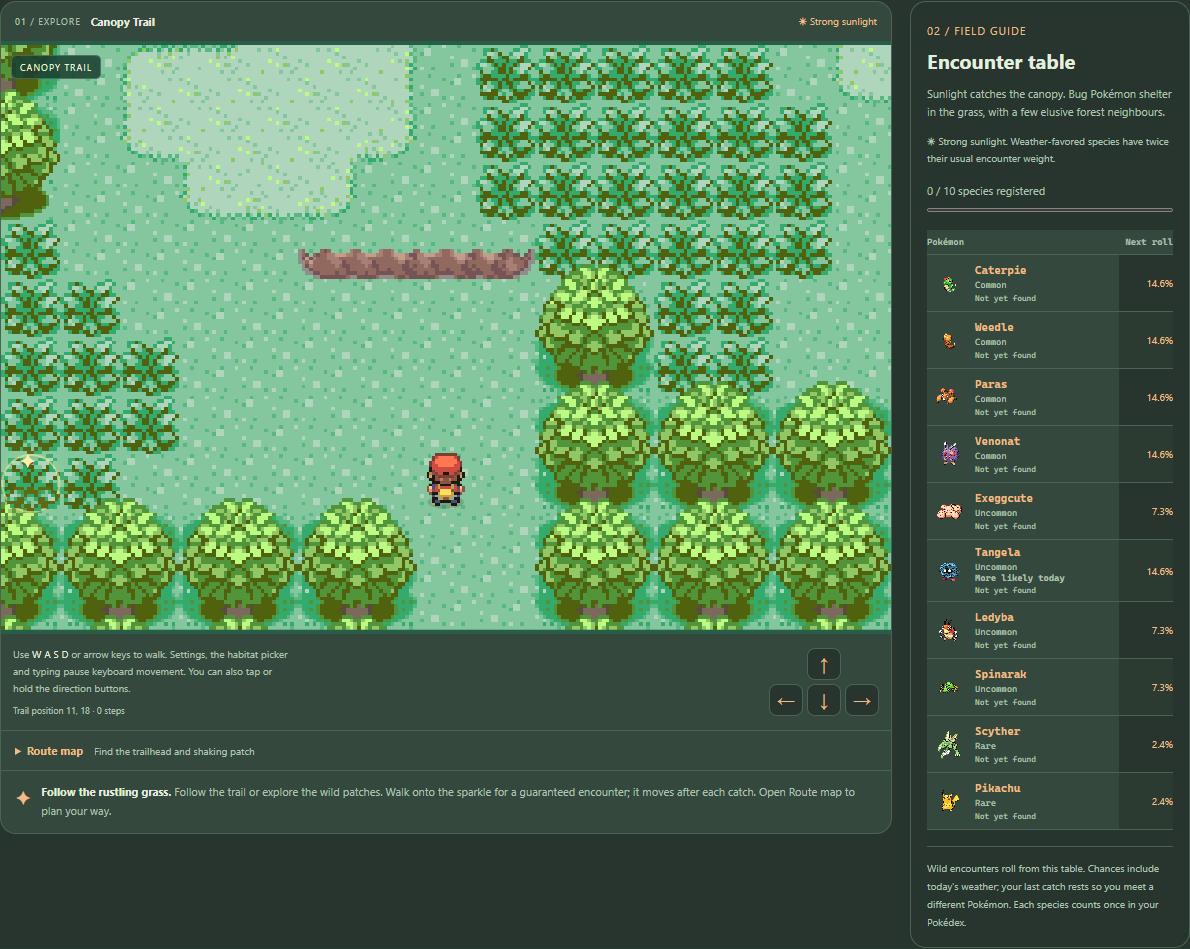 01 / EXPLORE Canopy Trail
☀ Strong sunlight
CANOPY TRAIL
Use W A S D or arrow keys to walk. Settings, the habitat picker
and typing pause keyboard movement. You can also tap or
hold the direction buttons.
Trail position 11, 18 · 0 steps
↑
← ↓ →
▸ Route map Find the trailhead and shaking patch
✦ Follow the rustling grass. Follow the trail or explore the wild patches. Walk onto the sparkle for a guaranteed encounter; it moves after each catch. Open Route map to
plan your way.
02 / FIELD GUIDE
Encounter table
Sunlight catches the canopy. Bug Pokémon shelter
in the grass, with a few elusive forest neighbours.
☀ Strong sunlight. Weather-favored species have twice
their usual encounter weight.
0 / 10 species registered
Pokémon Next roll
Caterpie
Common
Not yet found
14.6%
Weedle
Common
Not yet found
14.6%
Paras
Common
Not yet found
14.6%
Venonat
Common
Not yet found
14.6%
Exeggcute
Uncommon
Not yet found
7.3%
Tangela
Uncommon
More likely today
Not yet found
14.6%
Ledyba
Uncommon
Not yet found
7.3%
Spinarak
Uncommon
Not yet found
7.3%
Scyther
Rare
Not yet found
2.4%
Pikachu
Rare
Not yet found
2.4%
Wild encounters roll from this table. Chances include
today's weather; your last catch rests so you meet a
different Pokémon. Each species counts once in your
Pokédex.